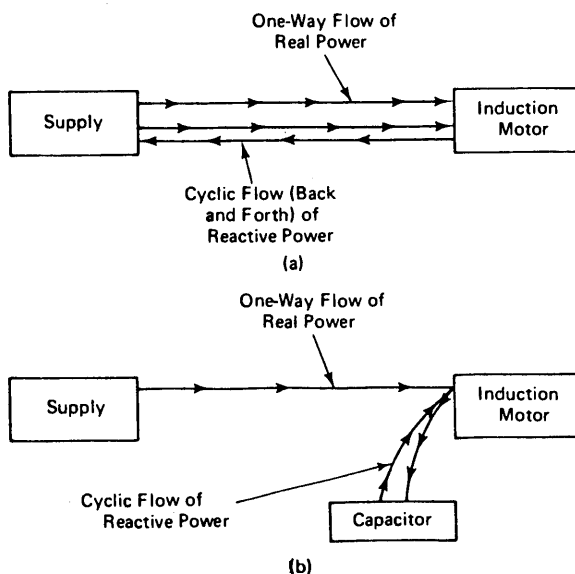 One-Way Flow of
Real Power
Supply
Induction
Motor
Cyclic Flow (Back
and Forth) of
Reactive Power
(a)
One-Way Flow of
Real Power
Supply
Induction
Motor
Cyclic Flow of
Reactive Power
Capacitor
(b)